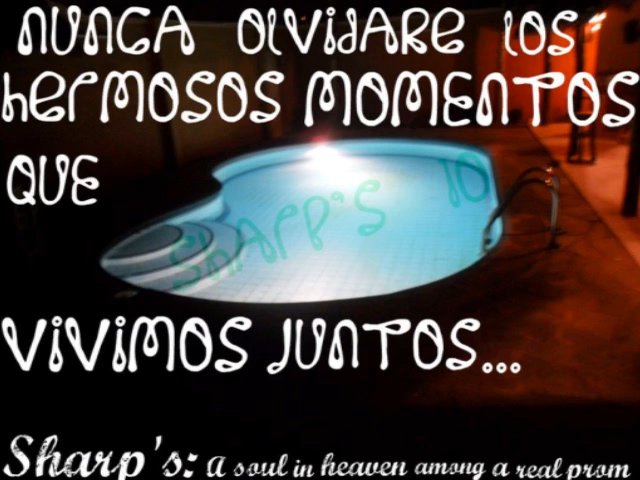 NUNCA OLVIDARE LOS
HERMOSOS MOMENTOS
QUE
SHARP'S 10
VIVIMOS JUNTOS...
Sharp's: A soul in heaven among a real prom